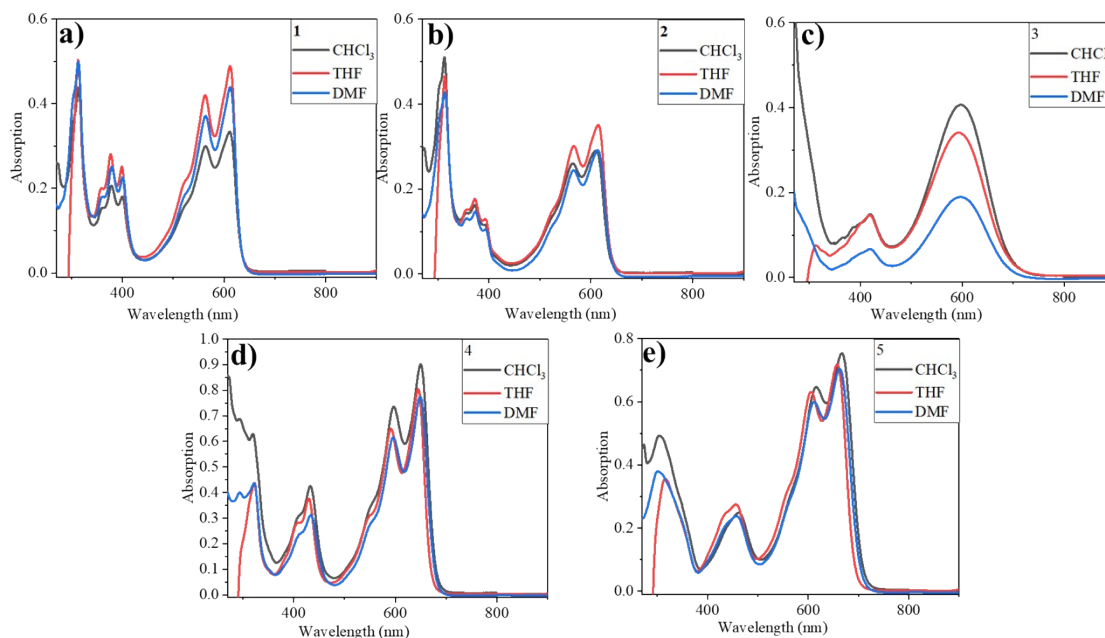 a)
1
CHCl3
THF
DMF
Absorption
0.6
0.4
0.2
0.0
400
600
800
Wavelength (nm)
b)
2
CHCl3
THF
DMF
Absorption
0.6
0.4
0.2
0.0
400
600
800
Wavelength (nm)
c)
3
CHCl
THF
DMF
Absorption
0.6
0.4
0.2
0.0
400
600
800
Wavelength (nm)
d)
4
CHCl3
THF
DMF
Absorption
1.0
0.9
0.8
0.7
0.6
0.5
0.4
0.3
0.2
0.1
0.0
400
600
800
Wavelength (nm)
e)
5
CHCl3
THF
DMF
Absorption
0.8
0.6
0.4
0.2
0.0
400
600
800
Wavelength (nm)